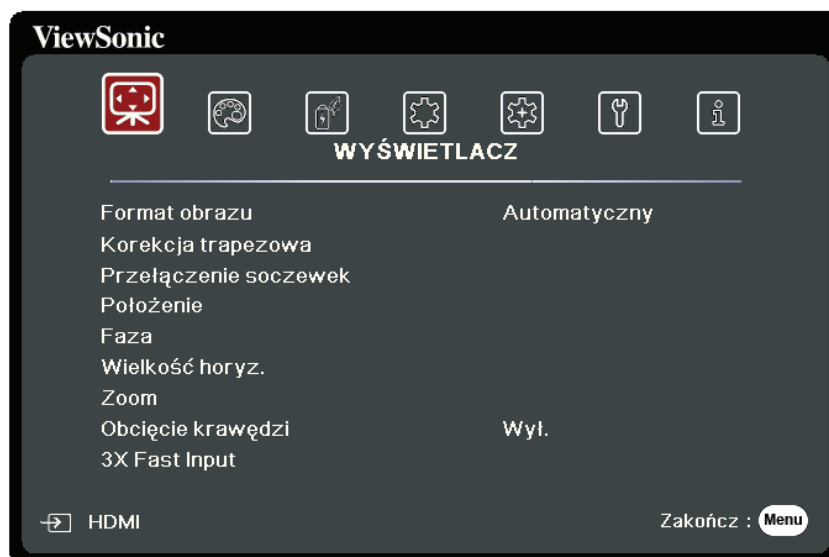 ViewSonic
WYŚWIETLACZ
Format obrazu Automatyczny
Korekcja trapezowa
Przełączenie soczewek
Położenie
Faza
Wielkość horyz.
Zoom
Obcięcie krawędzi Wył.
3X Fast Input
HDMI Zakończ : Menu